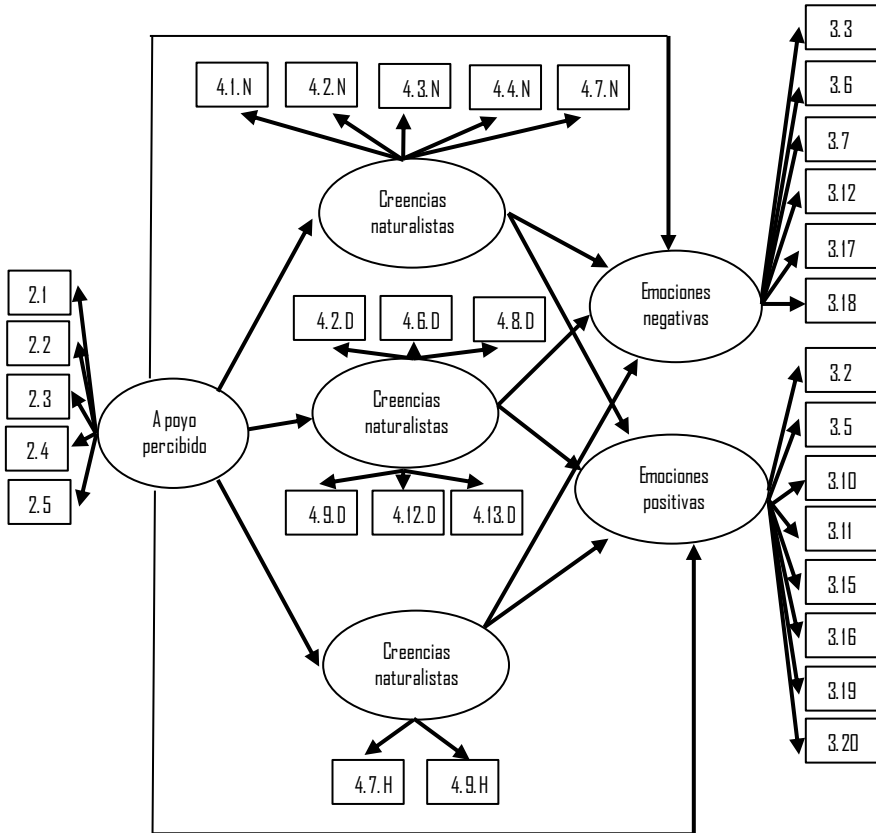 3.3
4.1.N
4.2.N
4.3.N
4.4.N
4.7.N
3.6
3.7
3.12
3.17
3.18
Creencias
naturalistas
Emociones
negativas
2.1
2.2
2.3
2.4
2.5
A poyo
percibido
4.2.D
4.6.D
4.8.D
Creencias
naturalistas
4.9.D
4.12.D
4.13.D
Emociones
positivas
3.2
3.5
3.10
3.11
3.15
3.16
3.19
3.20
Creencias
naturalistas
4.7.H
4.9.H